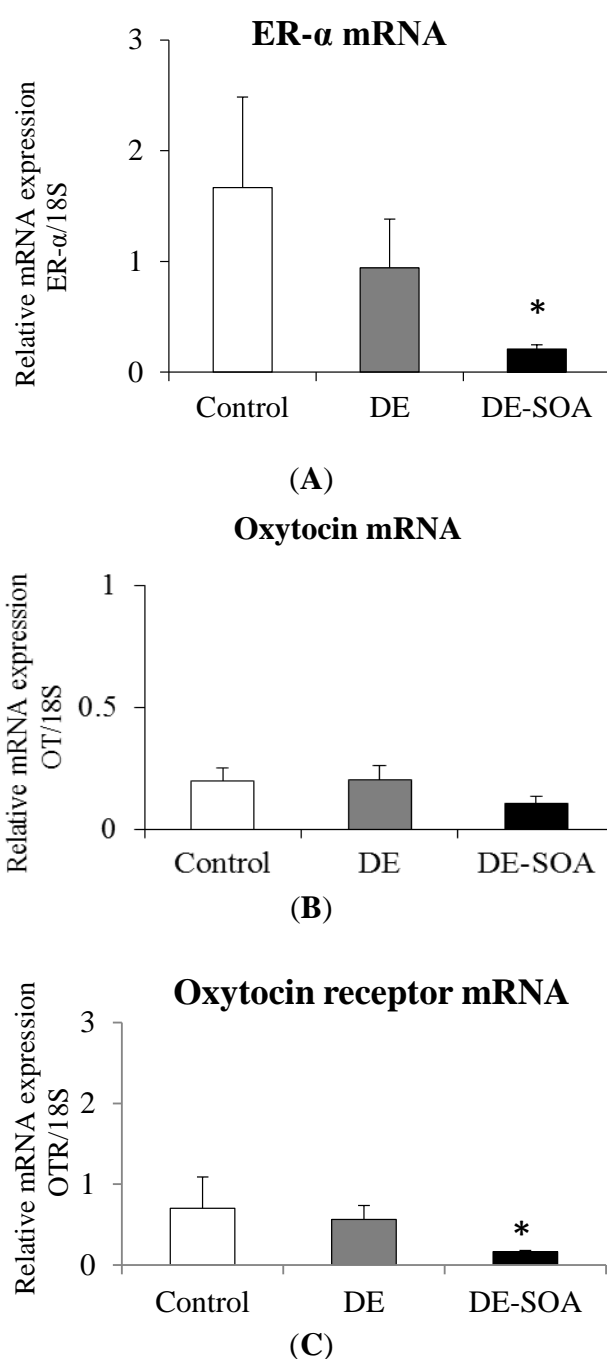 ER-α mRNA
Relative mRNA expression
ER-α/18S
3
2
1
0
*
Control
DE
DE-SOA
(A)
Oxytocin mRNA
Relative mRNA expression
OT/18S
1
0.5
0
Control
DE
DE-SOA
(B)
Oxytocin receptor mRNA
Relative mRNA expression
OTR/18S
3
2
1
0
*
Control
DE
DE-SOA
(C)